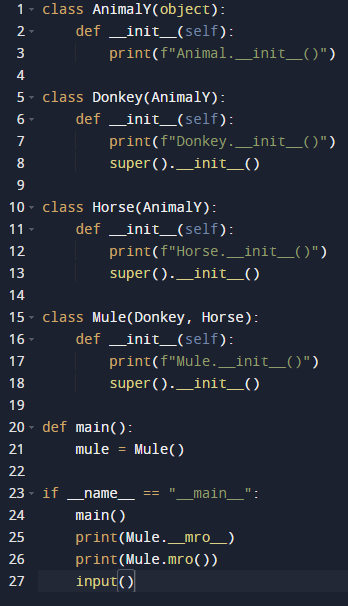 1 class AnimalY(object):
2     def __init__(self):
3         print(f"Animal.__init__()")
4
5 class Donkey(AnimalY):
6     def __init__(self):
7         print(f"Donkey.__init__()")
8         super().__init__()
9
10 class Horse(AnimalY):
11     def __init__(self):
12         print(f"Horse.__init__()")
13         super().__init__()
14
15 class Mule(Donkey, Horse):
16     def __init__(self):
17         print(f"Mule.__init__()")
18         super().__init__()
19
20 def main():
21     mule = Mule()
22
23 if __name__ == "__main__":
24     main()
25     print(Mule.__mro__)
26     print(Mule.mro())
27     input()